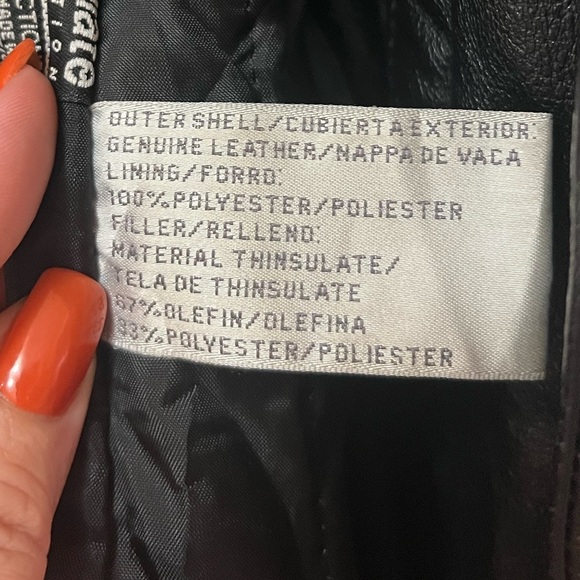 OUTER SHELL/CUBIERTA EXTERIOR:
GENUINE LEATHER/NAPPA DE VACA
LINING/FORRO:
100%POLYESTER/POLIESTER
FILLER/RELLENO:
MATERIAL THINSULATE/
TELA DE THINSULATE
67%OLEFIN/OLEFINA
33%POLYESTER/POLIESTER